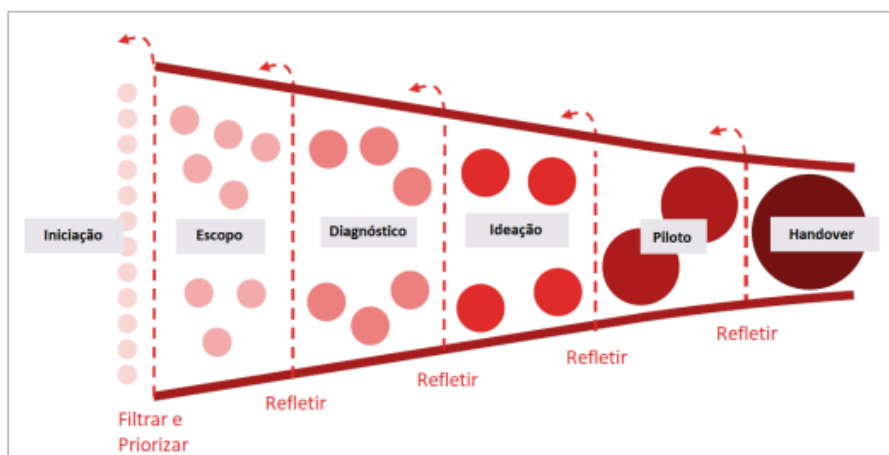 Iniciação
Escopo
Diagnóstico
Ideação
Piloto
Handover
Filtrar e
Priorizar
Refletir
Refletir
Refletir
Refletir